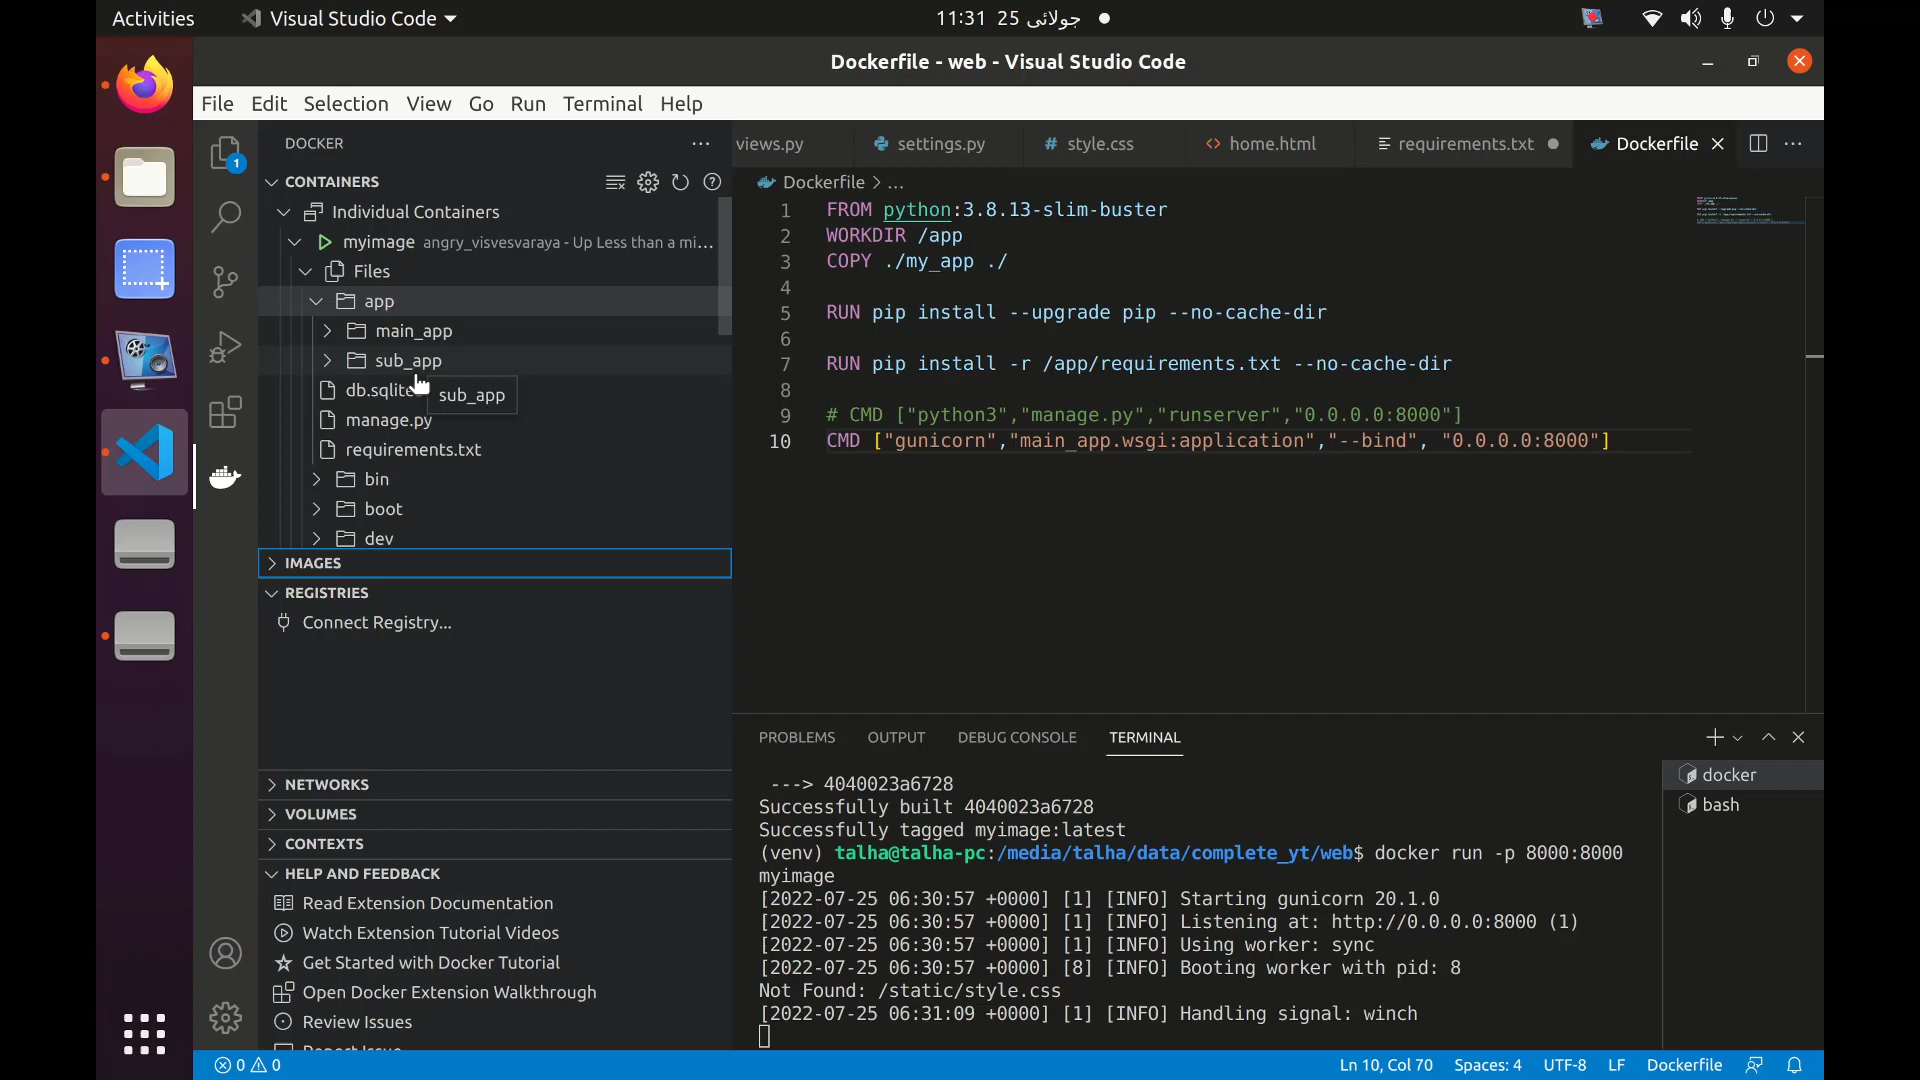 Activities
Visual Studio Code
11:31 25 جولائی
Dockerfile - web - Visual Studio Code
File Edit Selection View Go Run Terminal Help
DOCKER
views.py
settings.py
style.css
home.html
requirements.txt
Dockerfile
CONTAINERS
Individual Containers
myimage angry_visvesvaraya - Up Less than a mi...
Files
app
main_app
sub_app
db.sqlite
sub_app
manage.py
requirements.txt
bin
boot
dev
IMAGES
REGISTRIES
Connect Registry...
NETWORKS
VOLUMES
CONTEXTS
HELP AND FEEDBACK
Read Extension Documentation
Watch Extension Tutorial Videos
Get Started with Docker Tutorial
Open Docker Extension Walkthrough
Review Issues
1
Dockerfile > ...
1 FROM python:3.8.13-slim-buster
2 WORKDIR /app
3 COPY ./my_app ./
4
5 RUN pip install --upgrade pip --no-cache-dir
6
7 RUN pip install -r /app/requirements.txt --no-cache-dir
8
9 # CMD ["python3","manage.py","runserver","0.0.0.0:8000"]
10 CMD ["gunicorn","main_app.wsgi:application","--bind", "0.0.0.0:8000"]
PROBLEMS OUTPUT DEBUG CONSOLE TERMINAL
docker
bash
---> 4040023a6728
Successfully built 4040023a6728
Successfully tagged myimage:latest
(venv) talha@talha-pc:/media/talha/data/complete_yt/web$ docker run -p 8000:8000
myimage
[2022-07-25 06:30:57 +0000] [1] [INFO] Starting gunicorn 20.1.0
[2022-07-25 06:30:57 +0000] [1] [INFO] Listening at: http://0.0.0.0:8000 (1)
[2022-07-25 06:30:57 +0000] [1] [INFO] Using worker: sync
[2022-07-25 06:30:57 +0000] [8] [INFO] Booting worker with pid: 8
Not Found: /static/style.css
[2022-07-25 06:31:09 +0000] [1] [INFO] Handling signal: winch
0 0
Ln 10, Col 70 Spaces: 4 UTF-8 LF Dockerfile